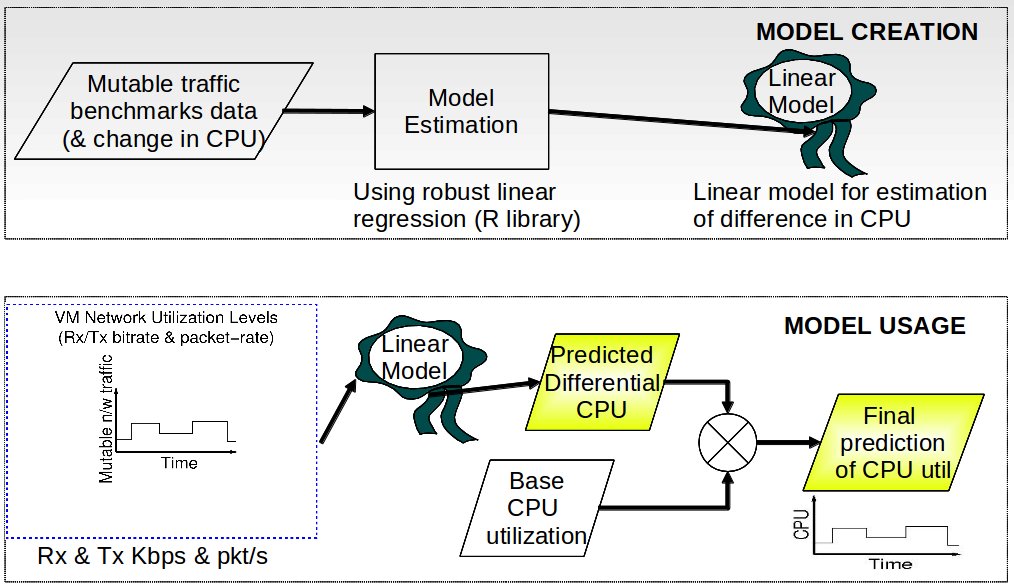 MODEL CREATION
Mutable traffic
benchmarks data
(& change in CPU)
Model
Estimation
Using robust linear
regression (R library)
Linear
Model
Linear model for estimation
of difference in CPU
MODEL USAGE
VM Network Utilization Levels
(Rx/Tx bitrate & packet-rate)
Mutable n/w traffic
Time
Rx & Tx Kbps & pkt/s
Linear
Model
Predicted
Differential
CPU
Base
CPU
utilization
Final
prediction
of CPU util
CPU
Time